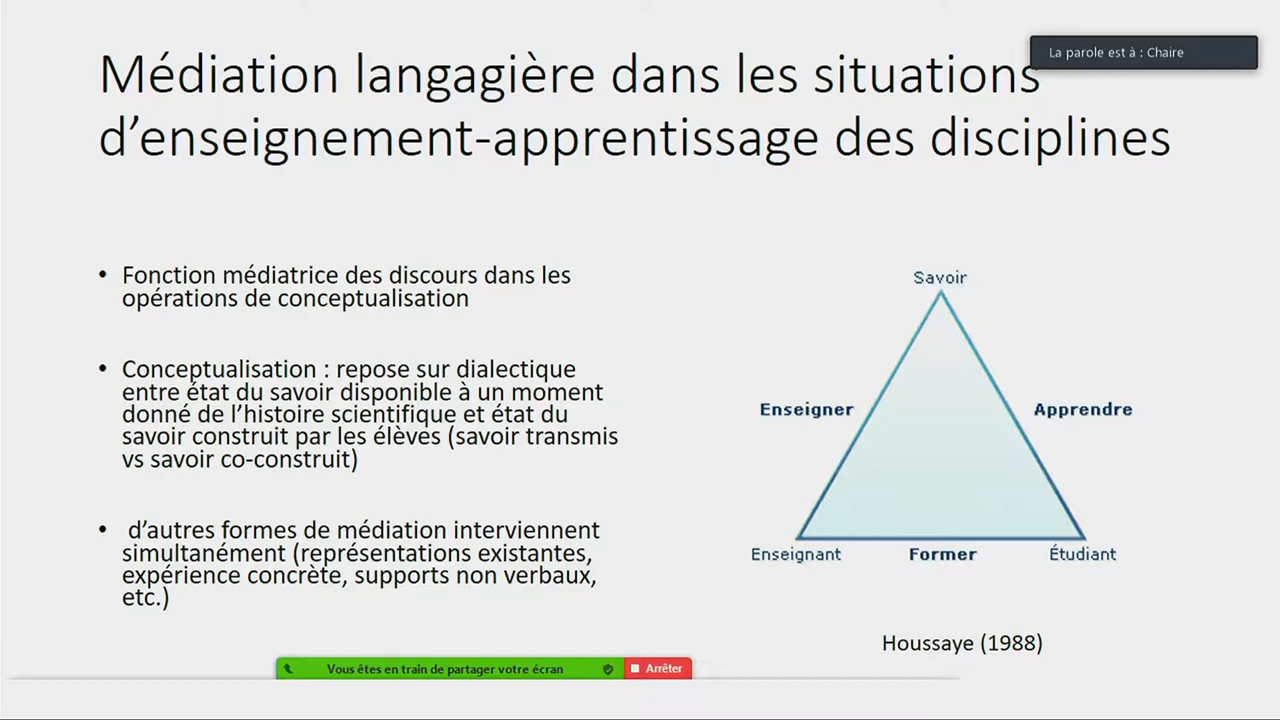 La parole est à : Chaire
Médiation langagière dans les situations
d’enseignement-apprentissage des disciplines
• Fonction médiatrice des discours dans les
opérations de conceptualisation
• Conceptualisation : repose sur dialectique
entre état du savoir disponible à un moment
donné de l’histoire scientifique et état du
savoir construit par les élèves (savoir transmis
vs savoir co-construit)
• d’autres formes de médiation interviennent
simultanément (représentations existantes,
expérience concrète, supports non verbaux,
etc.)
Savoir
Enseigner
Apprendre
Enseignant
Former
Étudiant
Houssaye (1988)
Vous êtes en train de partager votre écran
Arrêter